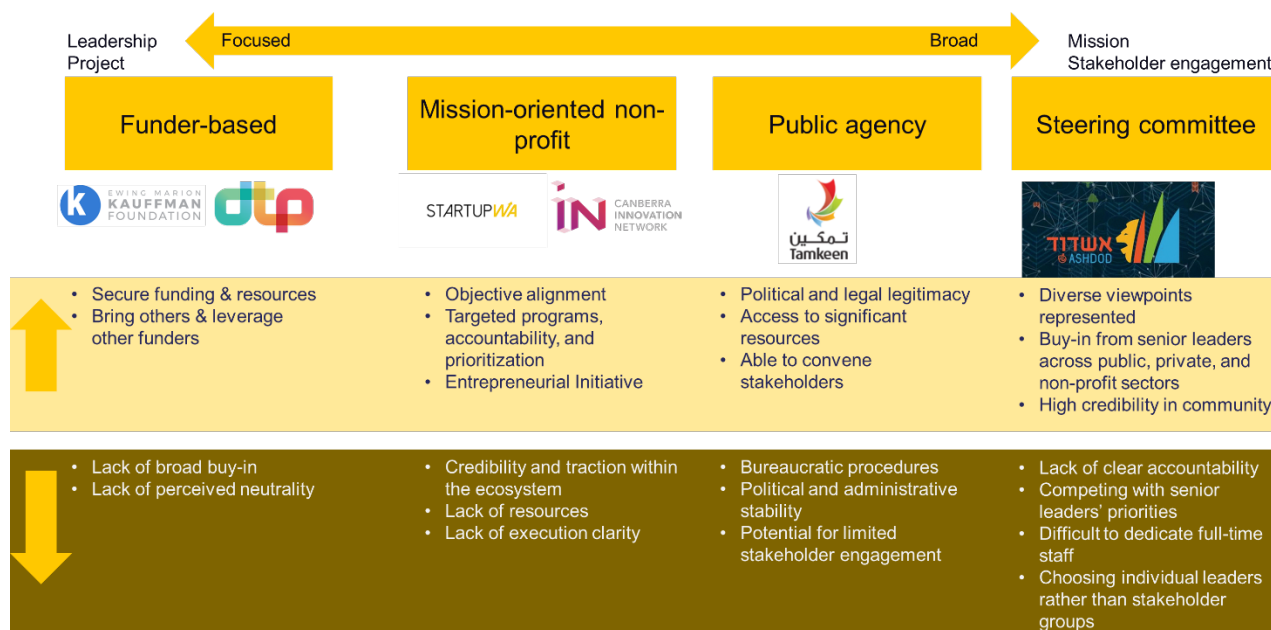 Leadership
Project
Focused
Broad
Mission
Stakeholder engagement
Funder-based
Mission-oriented non-
profit
Public agency
Steering committee
K
EWING MARION
KAUFFMAN
FOUNDATION
dtp
STARTUPWA
IN
CANBERRA
INNOVATION
NETWORK
تمكين
Tamkeen
אשדוד
ASHDOD
• Secure funding & resources
• Bring others & leverage
other funders
• Objective alignment
• Targeted programs,
accountability, and
prioritization
• Entrepreneurial Initiative
• Political and legal legitimacy
• Access to significant
resources
• Able to convene
stakeholders
• Diverse viewpoints
represented
• Buy-in from senior leaders
across public, private, and
non-profit sectors
• High credibility in community
• Lack of broad buy-in
• Lack of perceived neutrality
• Credibility and traction within
the ecosystem
• Lack of resources
• Lack of execution clarity
• Bureaucratic procedures
• Political and administrative
stability
• Potential for limited
stakeholder engagement
• Lack of clear accountability
• Competing with senior
leaders' priorities
• Difficult to dedicate full-time
staff
• Choosing individual leaders
rather than stakeholder
groups